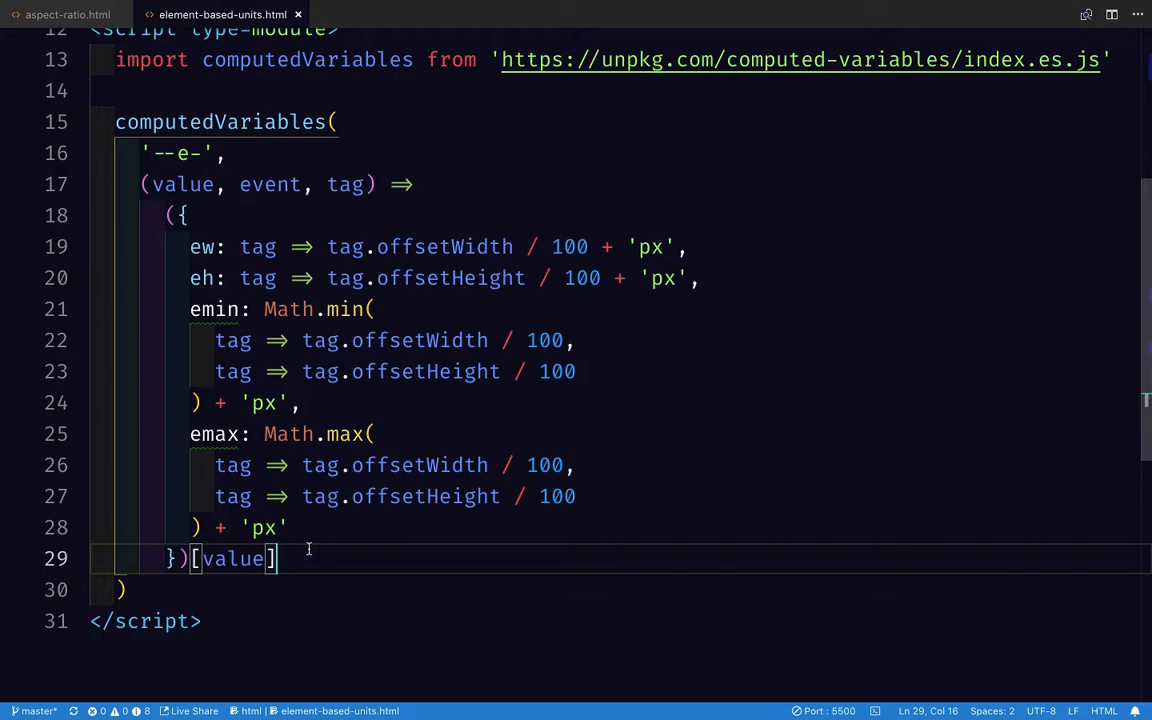 aspect-ratio.html
element-based-units.html ×
12 <script type=module>
13 import computedVariables from 'https://unpkg.com/computed-variables/index.es.js'
14
15 computedVariables(
16 '--e-',
17 (value, event, tag) =>
18 ({
19 ew: tag => tag.offsetWidth / 100 + 'px',
20 eh: tag => tag.offsetHeight / 100 + 'px',
21 emin: Math.min(
22 tag => tag.offsetWidth / 100,
23 tag => tag.offsetHeight / 100
24 ) + 'px',
25 emax: Math.max(
26 tag => tag.offsetWidth / 100,
27 tag => tag.offsetHeight / 100
28 ) + 'px'
29 })[value]
30 )
31 </script>
master* 0 0 8 Live Share html element-based-units.html Port : 5500 Ln 29, Col 16 Spaces: 2 UTF-8 LF HTML